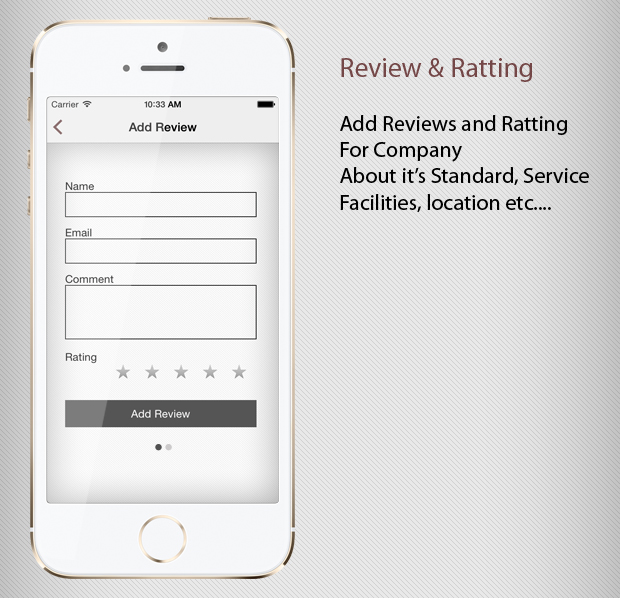 Carrier 10:33 AM
Add Review
Name
Email
Comment
Rating
Add Review
Review & Ratting
Add Reviews and Ratting
For Company
About it’s Standard, Service
Facilities, location etc....